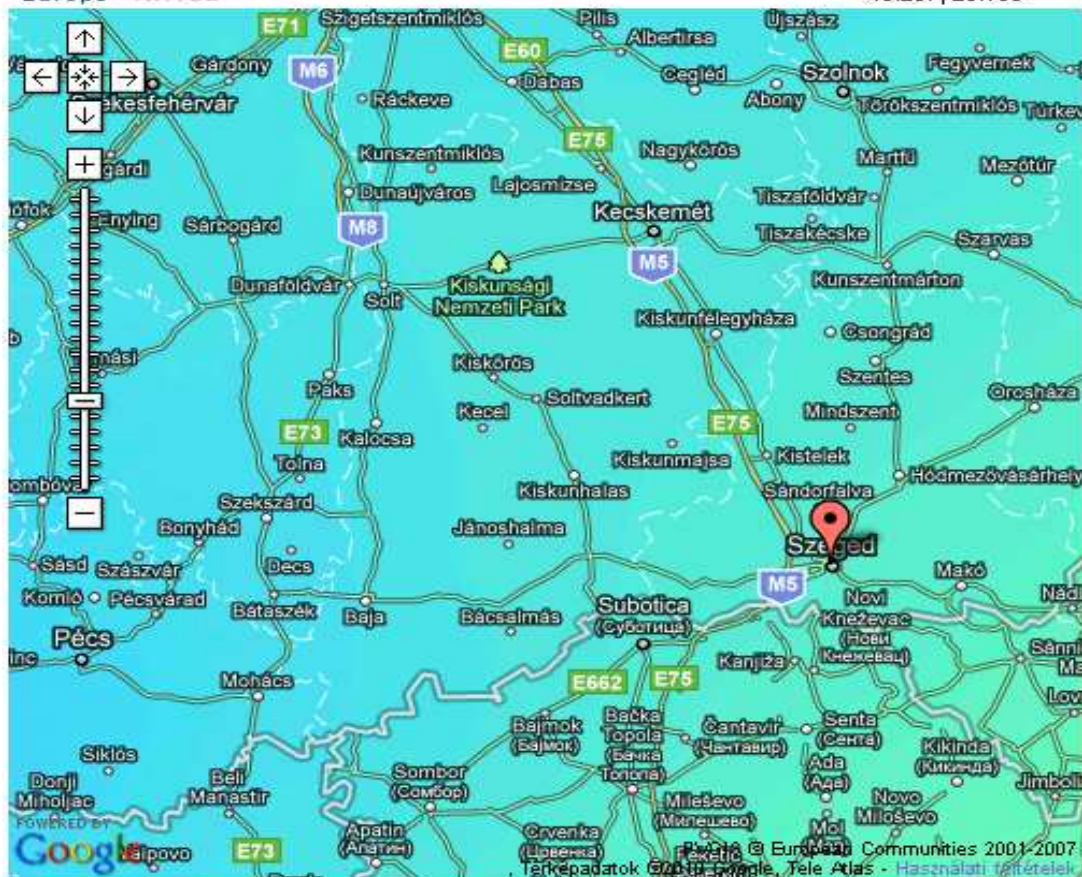 E71
Szigetszentmiklós
E60
Pilis
Albertirsa
Újszász
M6
Gárdony
Dabas
Cegléd
Szolnok
Fegyvernek
Ráckeve
Abony
Törökszentmiklós
E75
Kunszentmiklós
Nagykőrös
Martfű
Mezőtúr
Dunaújváros
Lajosmizse
Tiszaföldvár
Enying
Sárbogárd
M8
Kecskemét
Tiszakécske
Szarvas
M5
Dunaföldvár
Solt
Kiskunsági
Nemzeti Park
Kunszentmárton
Kiskunfélegyháza
Csongrád
Kiskőrös
Szentes
Paks
Soltvadkert
Orosháza
Kecel
Mindszent
E73
Kalocsa
E75
Tolna
Kiskunmajsa
Kistelek
Hódmezővásárhely
Szekszárd
Kiskunhalas
Sándorfalva
Bonyhád
Jánoshalma
Szeged
Sásd
Szászvár
Decs
M5
Makó
Komló
Pécsvárad
Bátaszék
Baja
Bácsalmás
Subotica
(Суботица)
Novi
Kneževac
(Нови
Кнежевац)
Pécs
Kanjiža
Mohács
E662
E75
Bajmok
(Бајмок)
Bačka
Topola
(Бачка
Топола)
Čantavir
(Чантавир)
Senta
(Сента)
Siklós
Kikinda
(Кикинда)
Donji
Miholjac
Beli
Manastir
Sombor
(Сомбор)
Ada
(Ада)
Mileševo
(Милешево)
Novo
Miloševo
POWERED BY
Google
E73
Apatin
(Апатин)
Crvenka
(Црвенка)
Mol
© European Communities 2001-2007
Térképadatok ©2010 Google, Tele Atlas - Használati feltételek